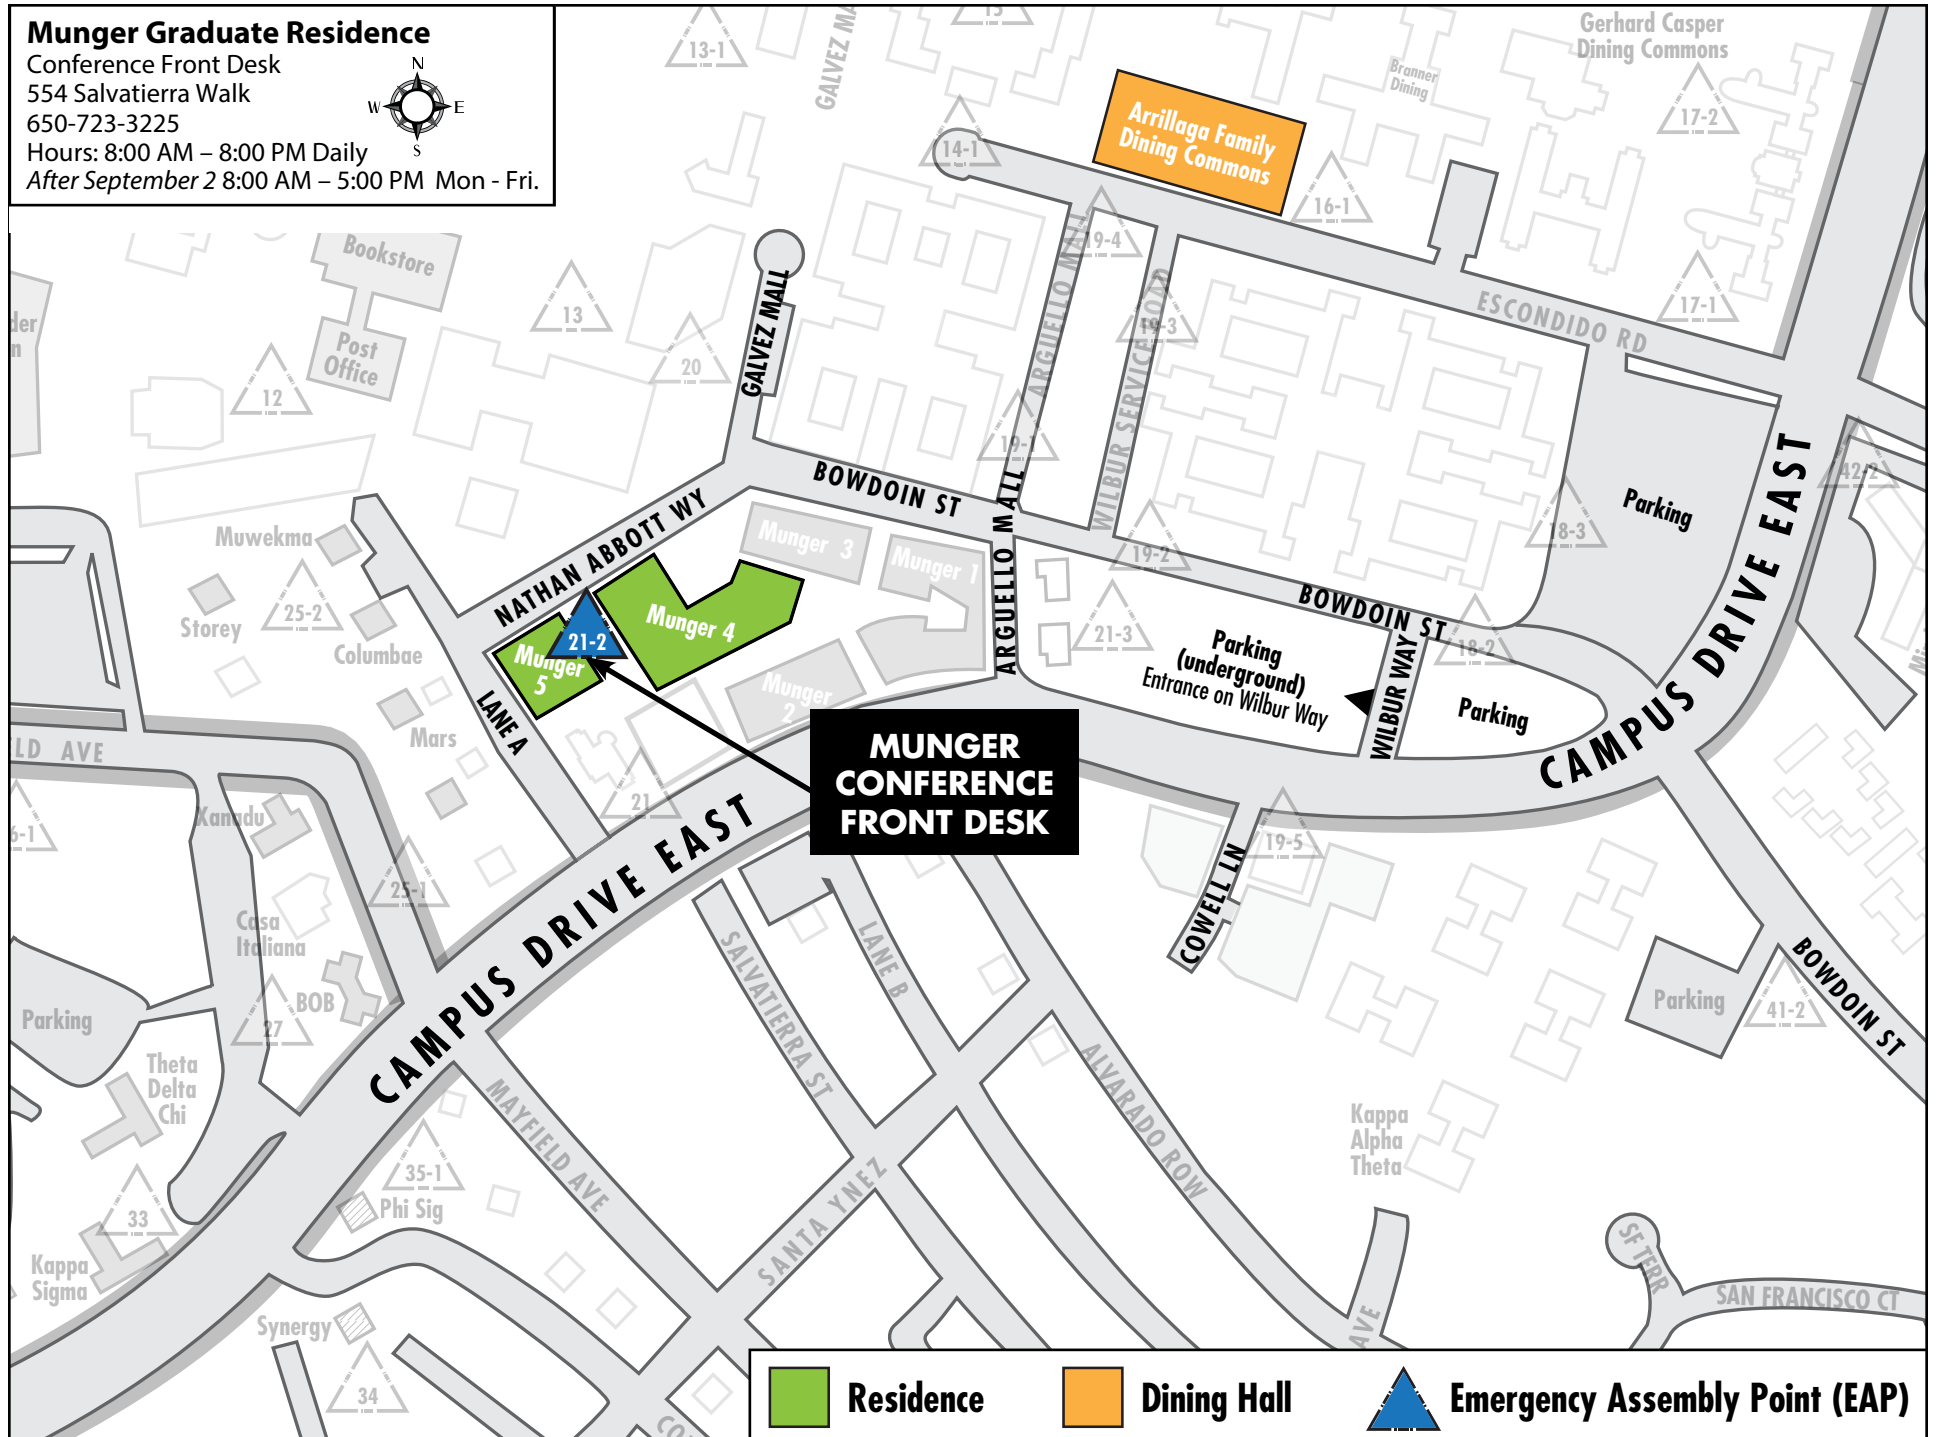 Munger Graduate Residence
Conference Front Desk
554 Salvatierra Walk
650-723-3225
Hours: 8:00 AM – 8:00 PM Daily
After September 2 8:00 AM – 5:00 PM Mon - Fri.
N
W
E
S
13-1
GALVEZ MA
15
Gerhard Casper
Dining Commons
Branner
Dining
17-2
Arrillaga Family
Dining Commons
14-1
16-1
19-4
Bookstore
13
GALVEZ MALL
ARGUELLO MALL
WILBUR SERVICE ROAD
19-3
ESCONDIDO RD
17-1
Post
Office
20
12
19-1
BOWDOIN ST
ARGUELLO MALL
Parking
CAMPUS DRIVE EAST
42-2
NATHAN ABBOTT WY
Munger 3
Munger 1
19-2
18-3
Muwekma
Storey
25-2
Columbae
21-2
Munger 4
Munger
5
21-3
BOWDOIN ST
18-2
Parking
(underground)
Entrance on Wilbur Way
WILBUR WAY
Parking
LANE A
Munger
2
Mars
LD AVE
MUNGER
CONFERENCE
FRONT DESK
21
6-1
Xanadu
CAMPUS DRIVE EAST
19-5
COWELL LN
25-1
Casa
Italiana
BOB
27
Parking
SALVATIERRA ST
LANE B
BOWDOIN ST
Parking
41-2
Theta
Delta
Chi
MAYFIELD AVE
ALVARADO ROW
Kappa
Alpha
Theta
35-1
Phi Sig
33
Kappa
Sigma
SANTA YNEZ
SF TERR
SAN FRANCISCO CT
Synergy
34
AVE
Residence
Dining Hall
Emergency Assembly Point (EAP)